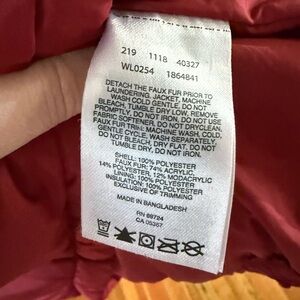 219 1118 40327
WL0254 1864841
DETACH THE FAUX FUR PRIOR TO
LAUNDERING. JACKET, MACHINE
WASH COLD GENTLE, DO NOT
BLEACH, TUMBLE DRY LOW, REMOVE
PROMPTLY, DO NOT IRON, DO NOT USE
FABRIC SOFTENER, DO NOT DRYCLEAN.
FAUX FUR TRIM: MACHINE WASH, COLD
GENTLE CYCLE. WASH SEPARATELY,
DO NOT BLEACH, DRY FLAT, DO NOT
TUMBLE DRY, DO NOT IRON.
SHELL: 100% POLYESTER
FAUX FUR: 74% ACRYLIC,
14% POLYESTER, 12% MODACRYLIC
LINING: 100% POLYESTER
INSULATION: 100% POLYESTER
EXCLUSIVE OF TRIMMING
MADE IN BANGLADESH
RN 69724
CA 05367